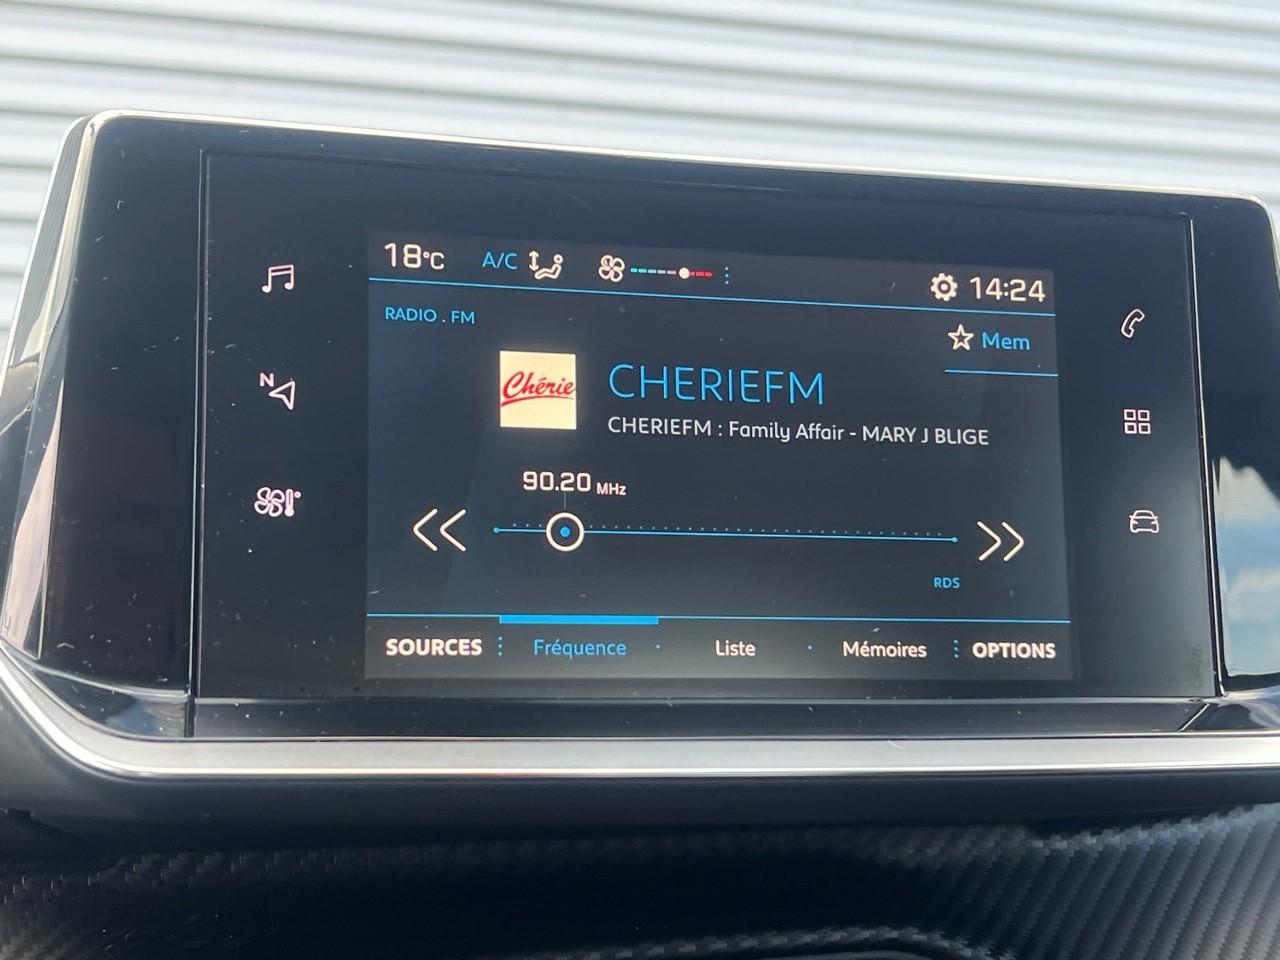 18°C A/C 14:24
RADIO . FM
Mem
Chérie
CHERIEFM
CHERIEFM : Family Affair - MARY J BLIGE
N
90.20 MHz
RDS
SOURCES Fréquence Liste Mémoires OPTIONS